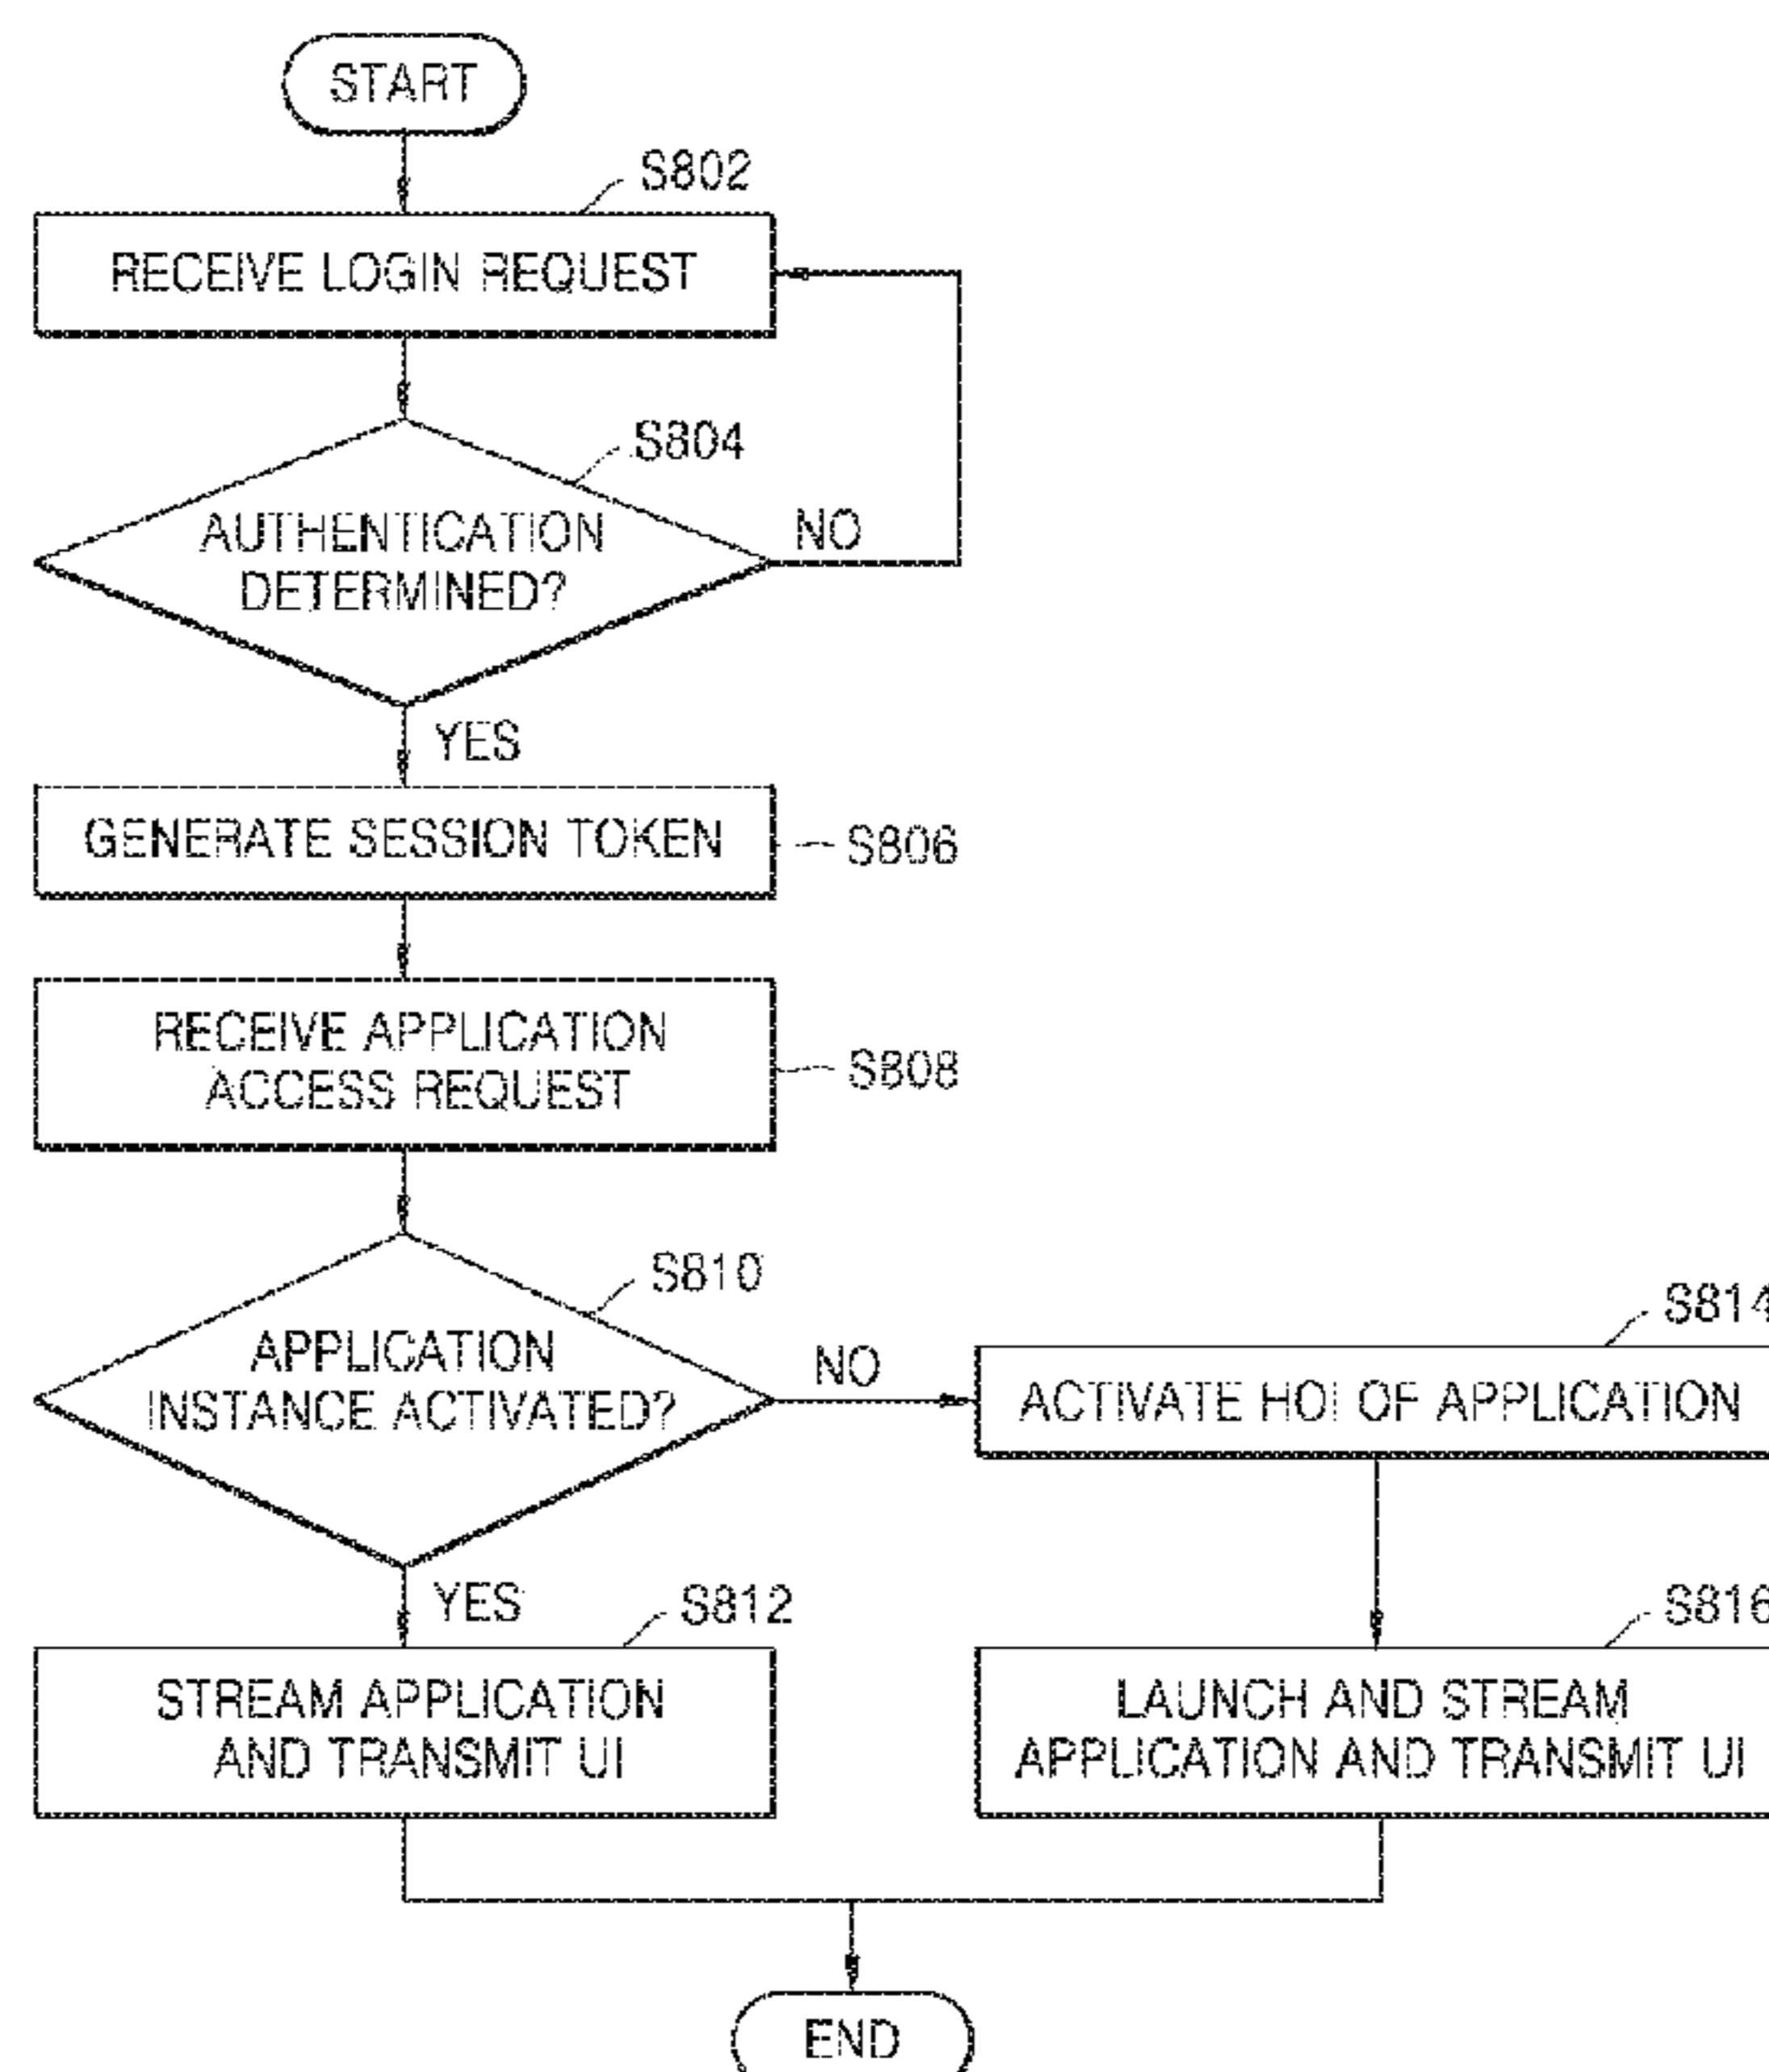 START
S802
RECEIVE LOGIN REQUEST
S804
AUTHENTICATION
DETERMINED?
NO
YES
GENERATE SESSION TOKEN
S806
RECEIVE APPLICATION
ACCESS REQUEST
S808
S810
APPLICATION
INSTANCE ACTIVATED?
NO
S814
ACTIVATE HOI OF APPLICATION
YES
S812
STREAM APPLICATION
AND TRANSMIT UI
S816
LAUNCH AND STREAM
APPLICATION AND TRANSMIT UI
END